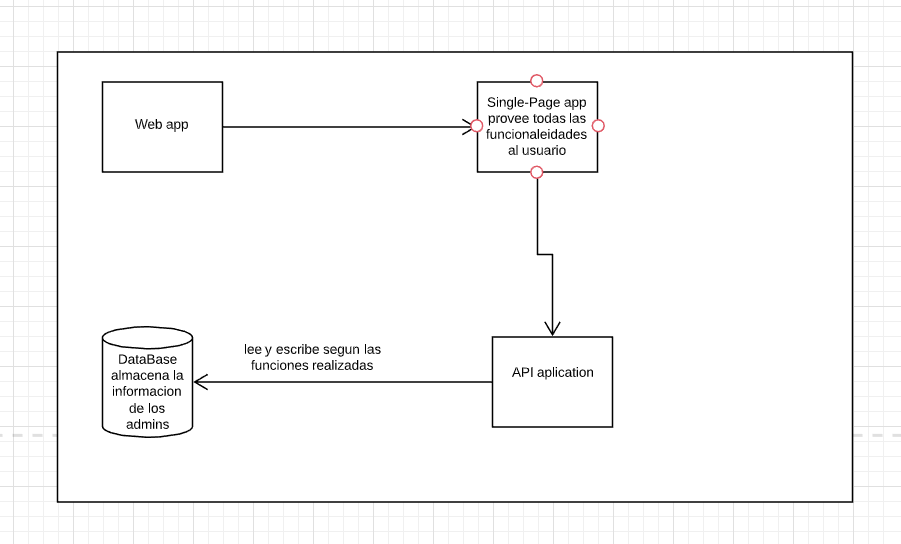 Web app
Single-Page app
provee todas las
funcionaleidades
al usuario
lee y escribe segun las
funciones realizadas
DataBase
almacena la
informacion
de los
admins
API aplication